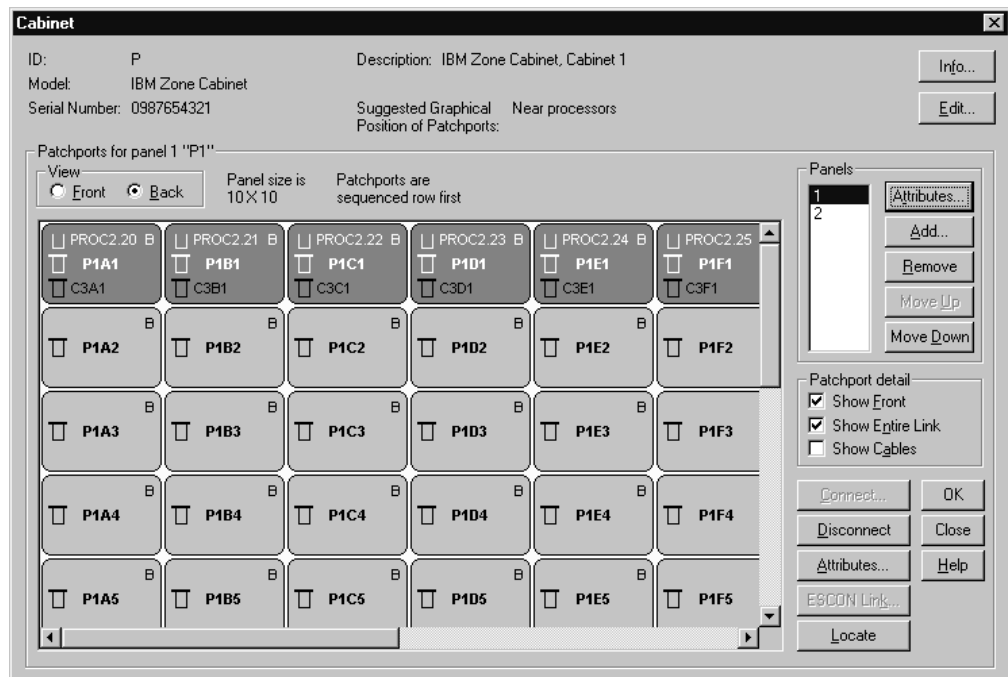 Cabinet
ID: P Description: IBM Zone Cabinet, Cabinet 1
Info...
Model: IBM Zone Cabinet
Serial Number: 0987654321 Suggested Graphical Near processors
Position of Patchports:
Edit...
Patchports for panel 1 "P1"
View
Front Back
Panel size is
10 X 10
Patchports are
sequenced row first
PROC2.20 B PROC2.21 B PROC2.22 B PROC2.23 B PROC2.24 B PROC2.25
P1A1 P1B1 P1C1 P1D1 P1E1 P1F1
C3A1 C3B1 C3C1 C3D1 C3E1 C3F1
B B B B B
P1A2 P1B2 P1C2 P1D2 P1E2 P1F2
B B B B B
P1A3 P1B3 P1C3 P1D3 P1E3 P1F3
B B B B B
P1A4 P1B4 P1C4 P1D4 P1E4 P1F4
B B B B B
P1A5 P1B5 P1C5 P1D5 P1E5 P1F5
Panels
1
2
Attributes...
Add...
Remove
Move Up
Move Down
Patchport detail
Show Front
Show Entire Link
Show Cables
Connect... OK
Disconnect Close
Attributes... Help
ESCON Link...
Locate